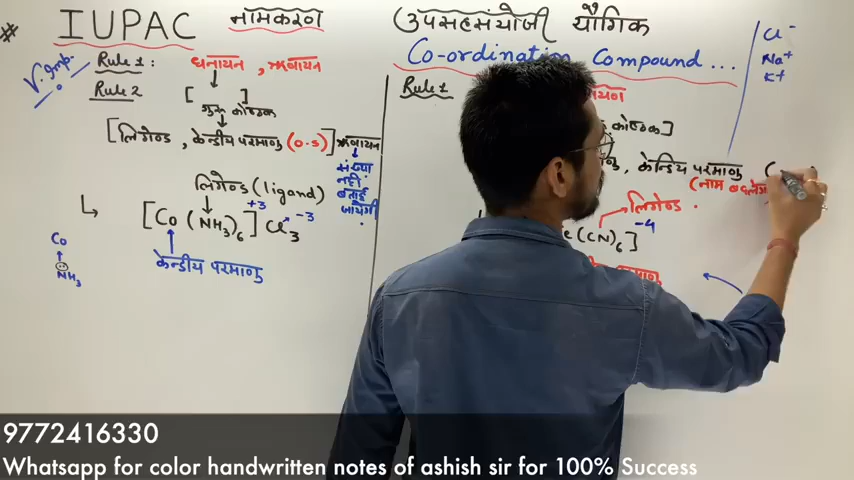 # IUPAC नामकरण उपसहसंयोजी यौगिक
Co-ordination Compound ...
V. Imp.
Rule 1 : धनायन , ऋणायन
Rule 2 [ ]
गुरु कोष्ठक
[लिगेण्ड, केन्द्रीय परमाणु (0.s)] ऋणायन
संख्या
नहीं
बताई
जायेगी
.
लिगेण्ड (ligand)
+3 -3
[Co (NH₃)₆] Cl₃
केन्द्रीय परमाणु
Co
NH₃
Rule 1
कोष्ठक]
, केन्द्रिय परमाणु (
(नाम
लिगेण्ड .
(CN)₆] -4
Cl⁻
Na⁺
K⁺
9772416330
Whatsapp for color handwritten notes of ashish sir for 100% Success